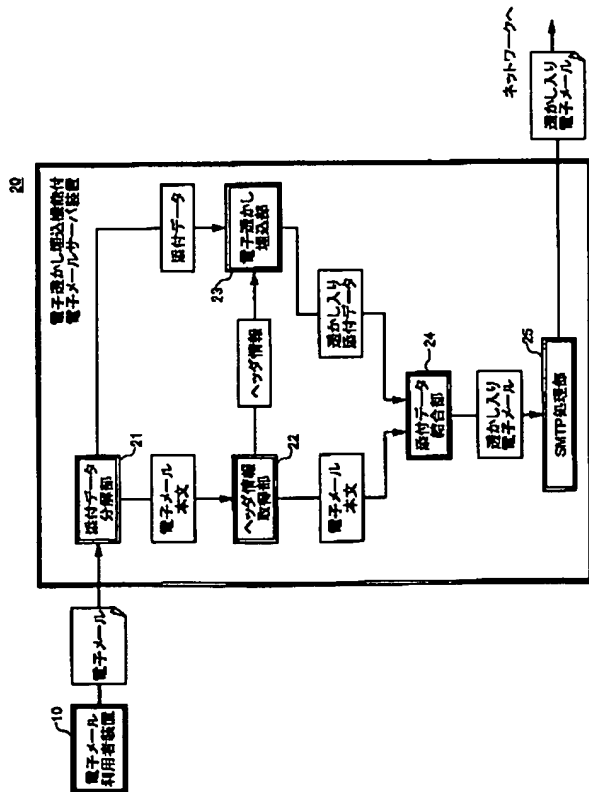 20
電子透かし埋込機能付
電子メールサーバ装置
10
電子メール
利用者装置
電子メール
21
添付データ
分解部
電子メール
本文
添付データ
22
ヘッダ情報
取得部
ヘッダ情報
23
電子透かし
埋込部
電子メール
本文
透かし入り
添付データ
24
添付データ
結合部
透かし入り
電子メール
25
SMTP処理部
透かし入り
電子メール
ネットワークへ